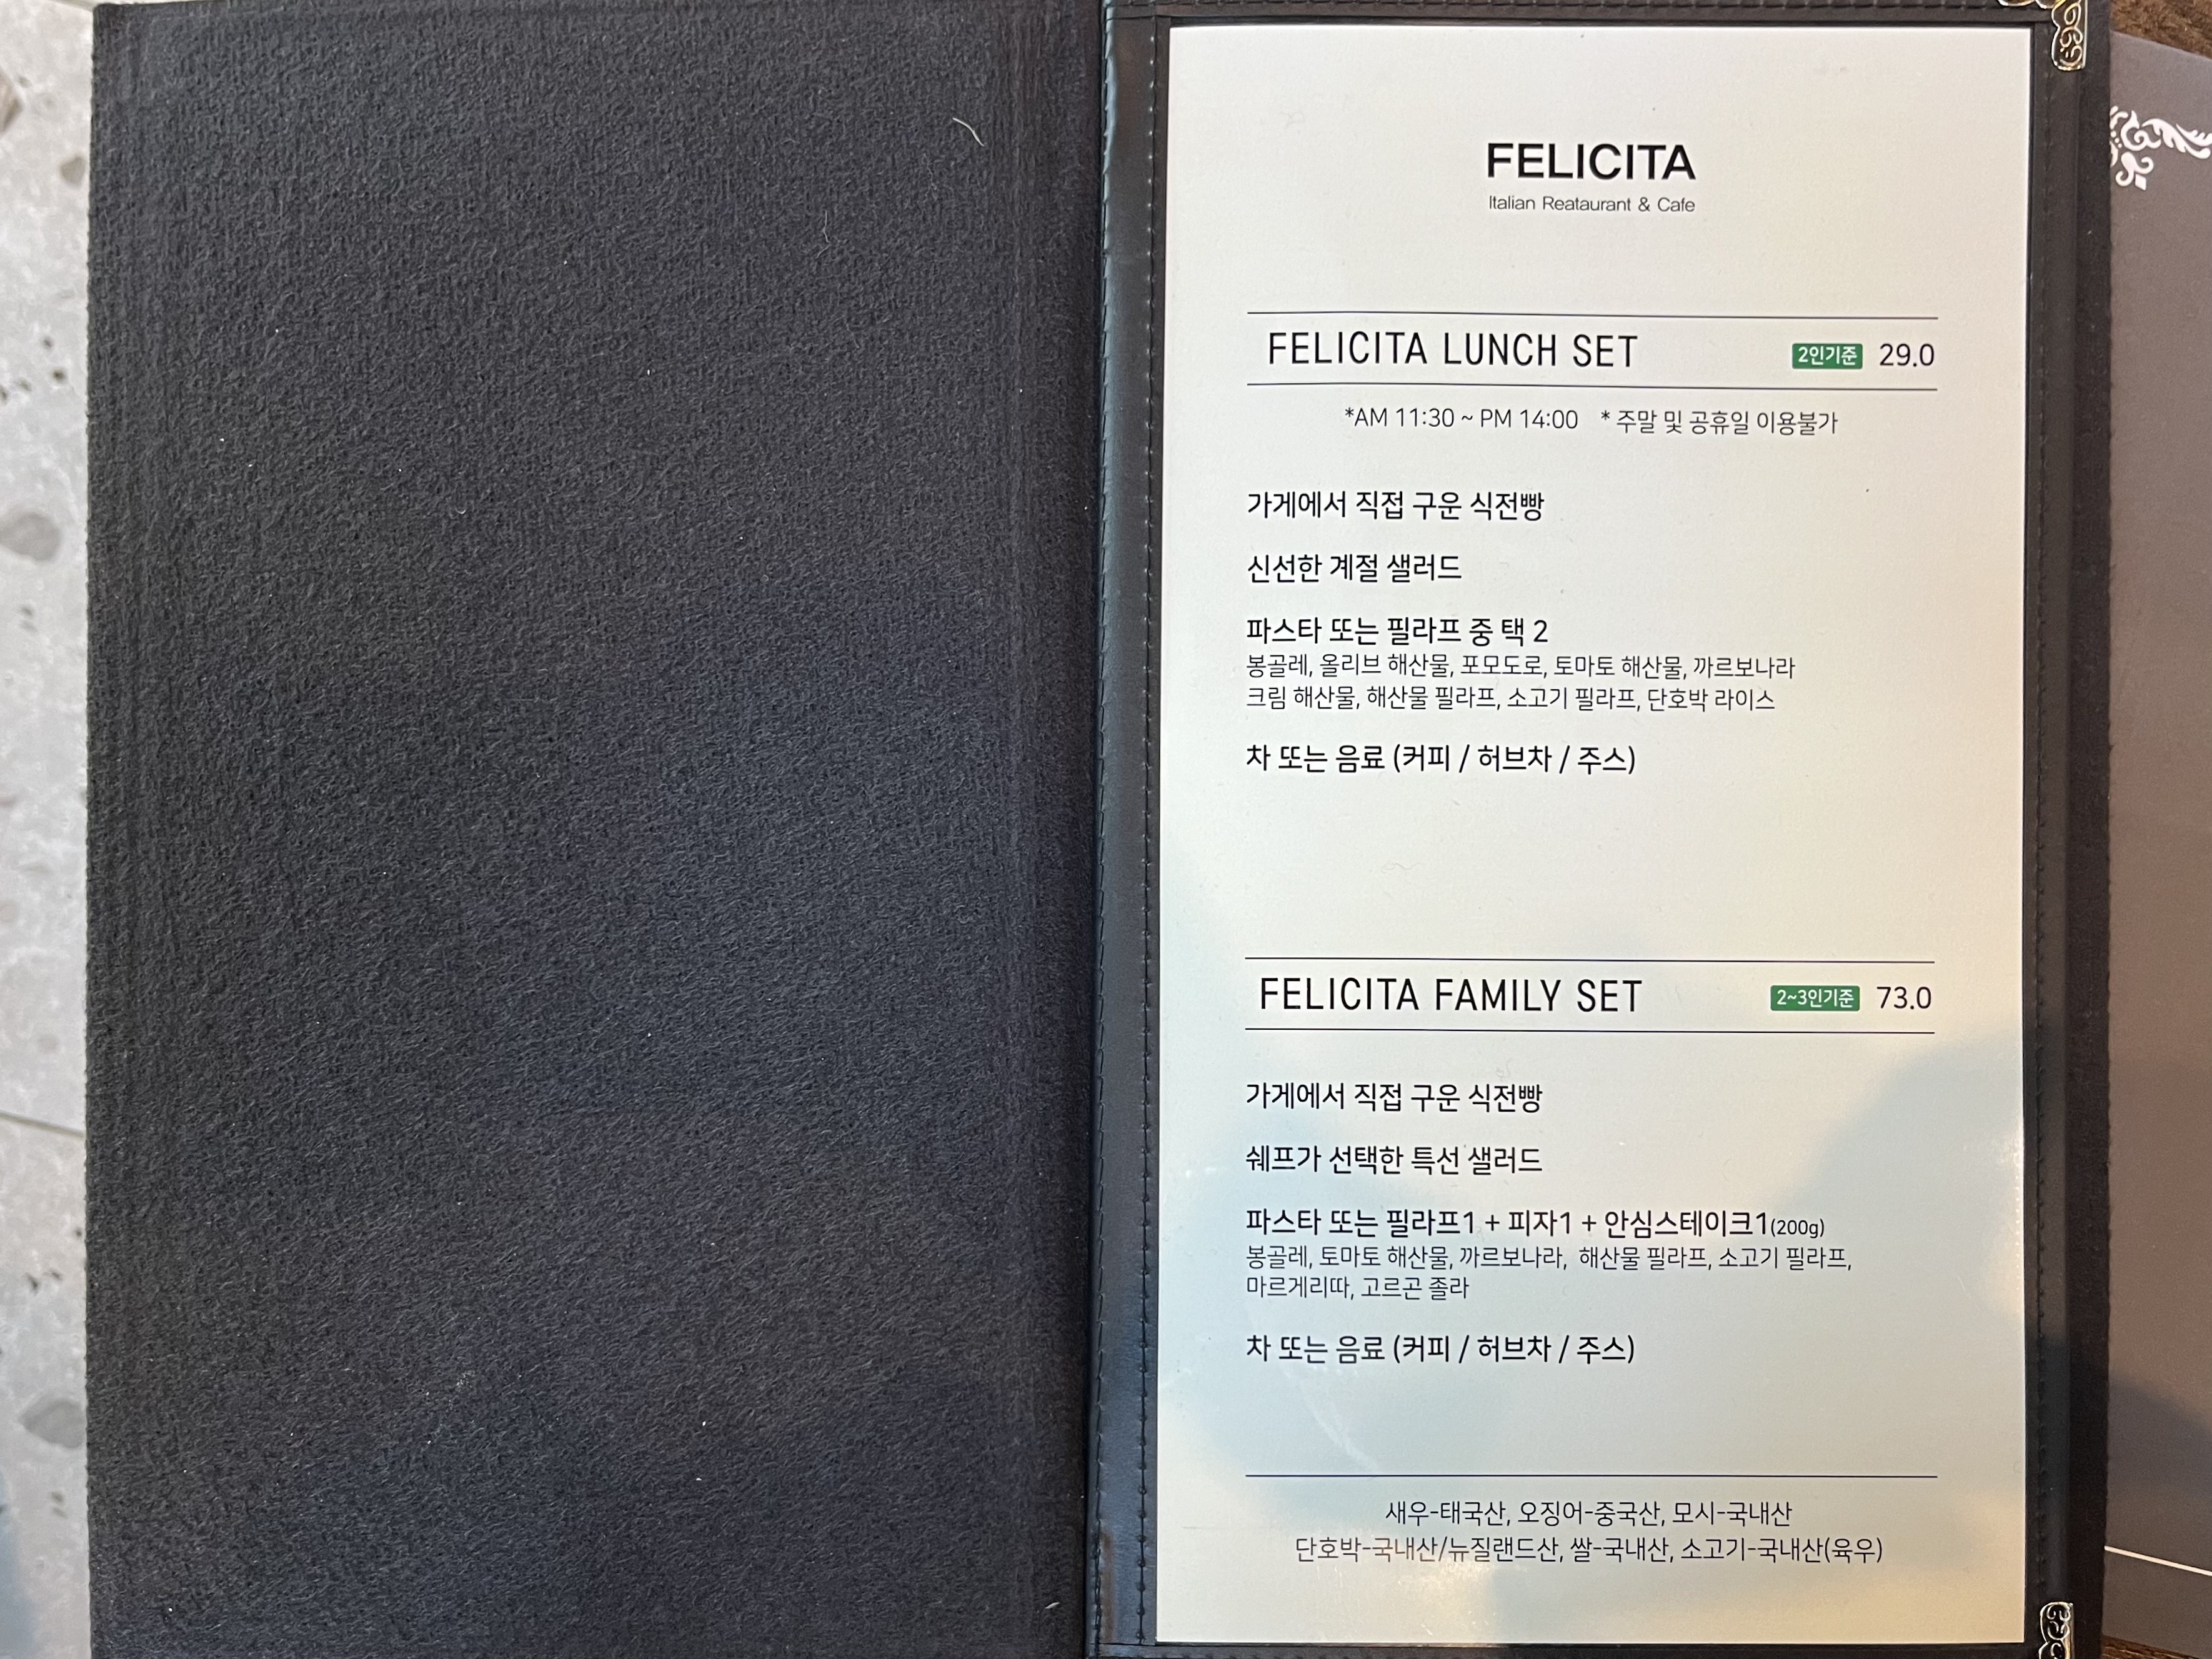 FELICITA
Italian Reataurant & Cafe
FELICITA LUNCH SET 2인기준 29.0
*AM 11:30 ~ PM 14:00 * 주말 및 공휴일 이용불가
가게에서 직접 구운 식전빵
신선한 계절 샐러드
파스타 또는 필라프 중 택 2
봉골레, 올리브 해산물, 포모도로, 토마토 해산물, 까르보나라
크림 해산물, 해산물 필라프, 소고기 필라프, 단호박 라이스
차 또는 음료 (커피 / 허브차 / 주스)
FELICITA FAMILY SET 2~3인기준 73.0
가게에서 직접 구운 식전빵
쉐프가 선택한 특선 샐러드
파스타 또는 필라프1 + 피자1 + 안심스테이크1(200g)
봉골레, 토마토 해산물, 까르보나라, 해산물 필라프, 소고기 필라프,
마르게리따, 고르곤 졸라
차 또는 음료 (커피 / 허브차 / 주스)
새우-태국산, 오징어-중국산, 모시-국내산
단호박-국내산/뉴질랜드산, 쌀-국내산, 소고기-국내산(육우)